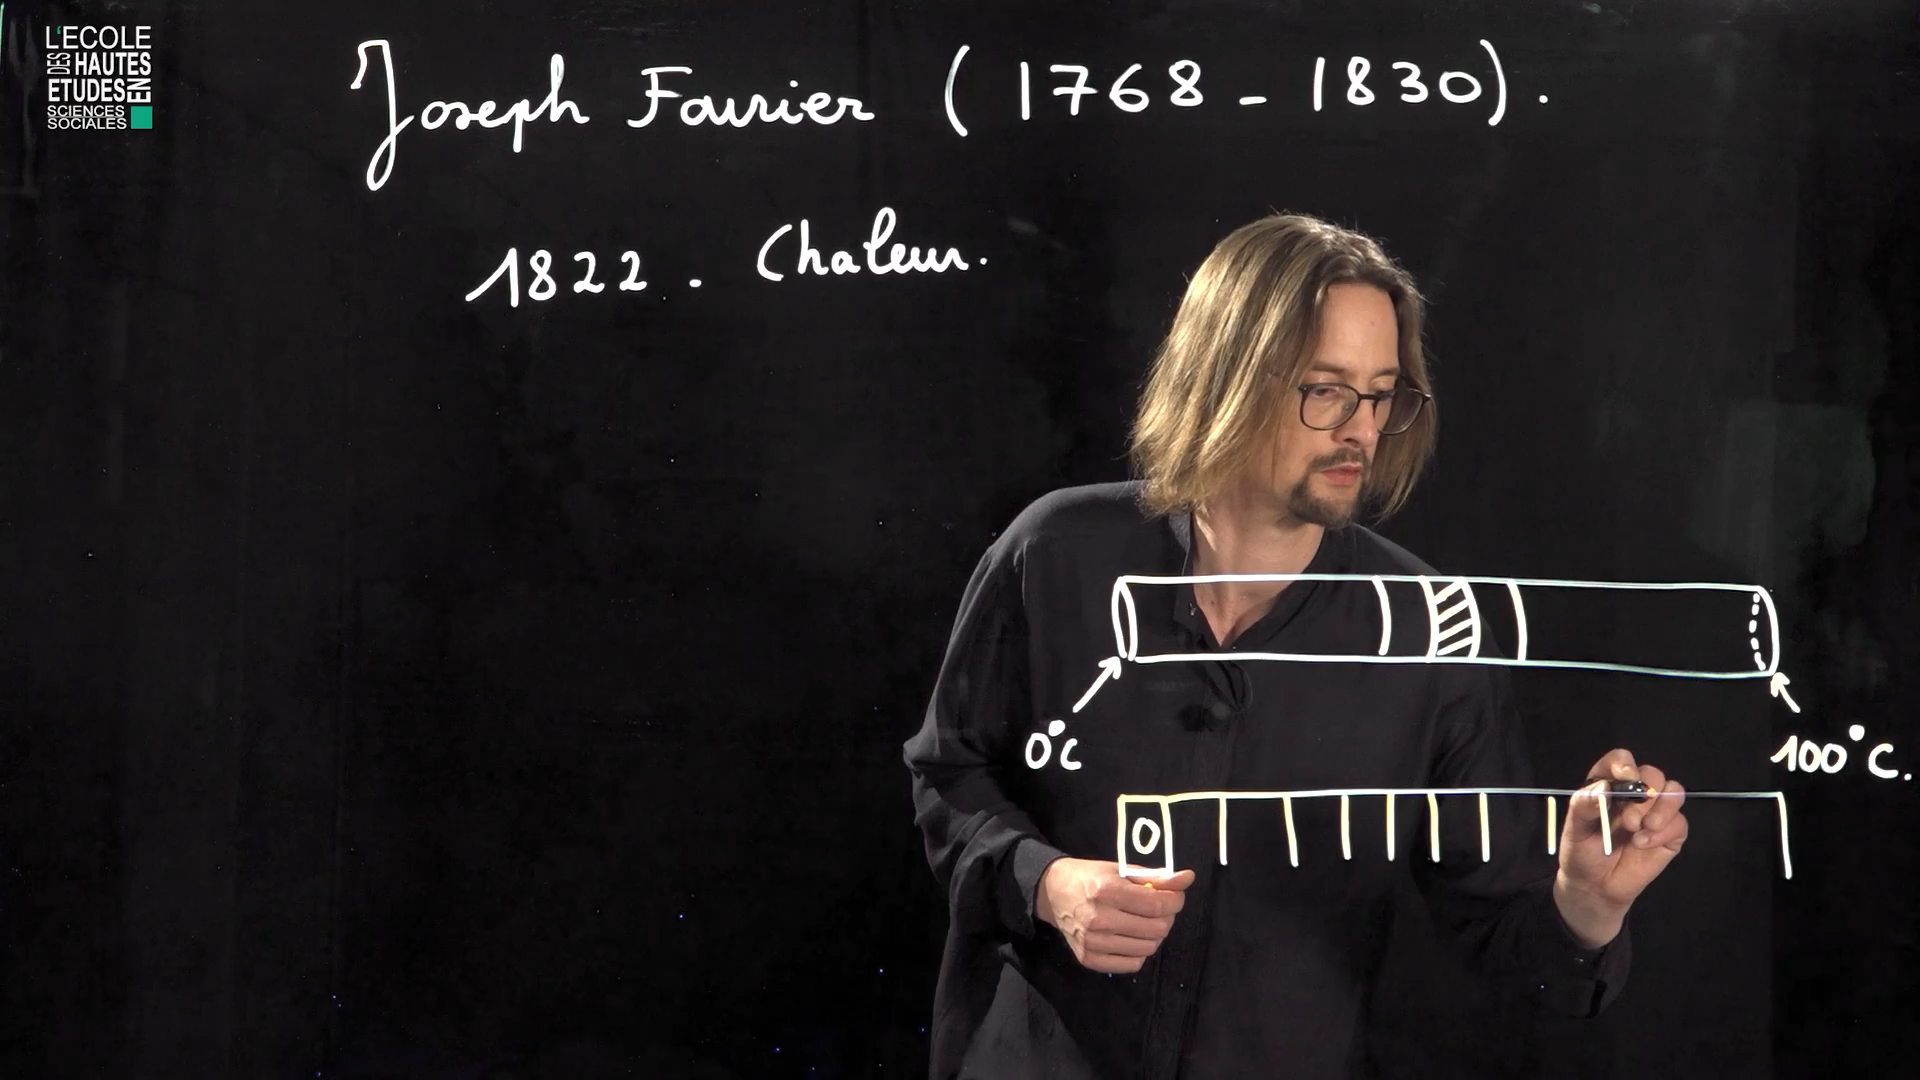 L'ECOLE
DES HAUTES
ETUDES EN
SCIENCES
SOCIALES
Joseph Fourier (1768 - 1830).
1822. Chaleur.
0°C
100°C.
0